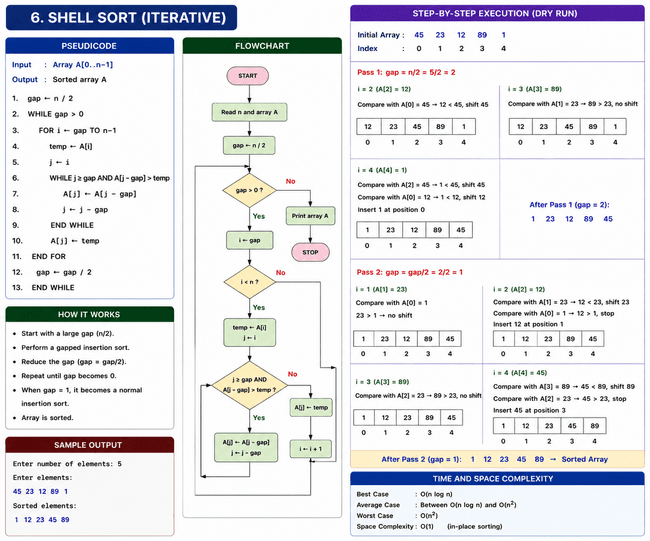 6. SHELL SORT (ITERATIVE)
PSEUDICODE
Input : Array A[0..n-1]
Output : Sorted array A
1. gap ← n / 2
2. WHILE gap > 0
3. FOR i ← gap TO n-1
4. temp ← A[i]
5. j ← i
6. WHILE j ≥ gap AND A[j - gap] > temp
7. A[j] ← A[j - gap]
8. j ← j - gap
9. END WHILE
10. A[j] ← temp
11. END FOR
12. gap ← gap / 2
13. END WHILE
HOW IT WORKS
• Start with a large gap (n/2).
• Perform a gapped insertion sort.
• Reduce the gap (gap = gap/2).
• Repeat until gap becomes 0.
• When gap = 1, it becomes a normal
insertion sort.
• Array is sorted.
SAMPLE OUTPUT
Enter number of elements: 5
Enter elements:
45 23 12 89 1
Sorted elements:
1 12 23 45 89
FLOWCHART
START
Read n and array A
gap ← n / 2
gap > 0 ?
No
Yes
Print array A
STOP
i ← gap
i < n ?
No
Yes
temp ← A[i]
j ← i
j ≥ gap AND
A[j - gap] > temp ?
No
Yes
A[j] ← temp
A[j] ← A[j - gap]
j ← j - gap
i ← i + 1
STEP-BY-STEP EXECUTION (DRY RUN)
Initial Array : 45 23 12 89 1
Index : 0 1 2 3 4
Pass 1: gap = n/2 = 5/2 = 2
i = 2 (A[2] = 12)
Compare with A[0] = 45 → 12 < 45, shift 45
12 23 45 89 1
0 1 2 3 4
i = 3 (A[3] = 89)
Compare with A[1] = 23 → 89 > 23, no shift
12 23 45 89 1
0 1 2 3 4
i = 4 (A[4] = 1)
Compare with A[2] = 45 → 1 < 45, shift 45
Compare with A[0] = 12 → 1 < 12, shift 12
Insert 1 at position 0
1 23 12 89 45
0 1 2 3 4
After Pass 1 (gap = 2):
1 23 12 89 45
Pass 2: gap = gap/2 = 2/2 = 1
i = 1 (A[1] = 23)
Compare with A[0] = 1
23 > 1 → no shift
1 23 12 89 45
0 1 2 3 4
i = 2 (A[2] = 12)
Compare with A[1] = 23 → 12 < 23, shift 23
Compare with A[0] = 1 → 12 > 1, stop
Insert 12 at position 1
1 12 23 89 45
0 1 2 3 4
i = 3 (A[3] = 89)
Compare with A[2] = 23 → 89 > 23, no shift
1 12 23 89 45
0 1 2 3 4
i = 4 (A[4] = 45)
Compare with A[3] = 89 → 45 < 89, shift 89
Compare with A[2] = 23 → 45 > 23, stop
Insert 45 at position 3
1 12 23 45 89
0 1 2 3 4
After Pass 2 (gap = 1): 1 12 23 45 89 → Sorted Array
TIME AND SPACE COMPLEXITY
Best Case : O(n log n)
Average Case : Between O(n log n) and O(n²)
Worst Case : O(n²)
Space Complexity : O(1) (in-place sorting)